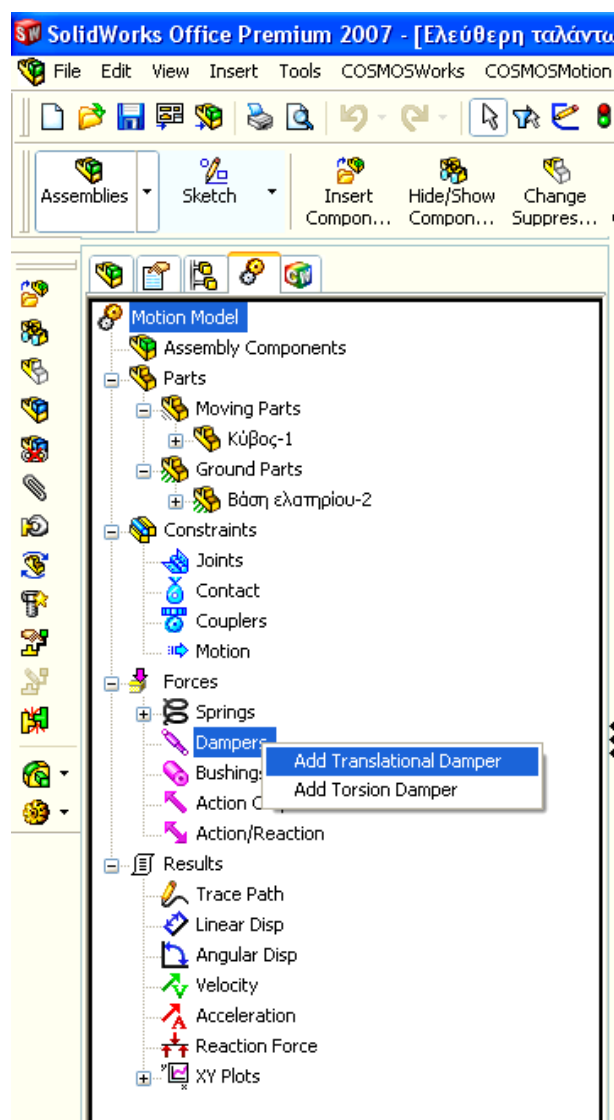 SolidWorks Office Premium 2007 - [Ελεύθερη ταλάντω
File Edit View Insert Tools COSMOSWorks COSMOSMotion
Assemblies Sketch Insert Compon... Hide/Show Compon... Change Suppres...
Motion Model
Assembly Components
Parts
Moving Parts
Κύβος-1
Ground Parts
Βάση ελατηρίου-2
Constraints
Joints
Contact
Couplers
Motion
Forces
Springs
Dampers
Add Translational Damper
Bushings
Add Torsion Damper
Action
Action/Reaction
Results
Trace Path
Linear Disp
Angular Disp
Velocity
Acceleration
Reaction Force
XY Plots